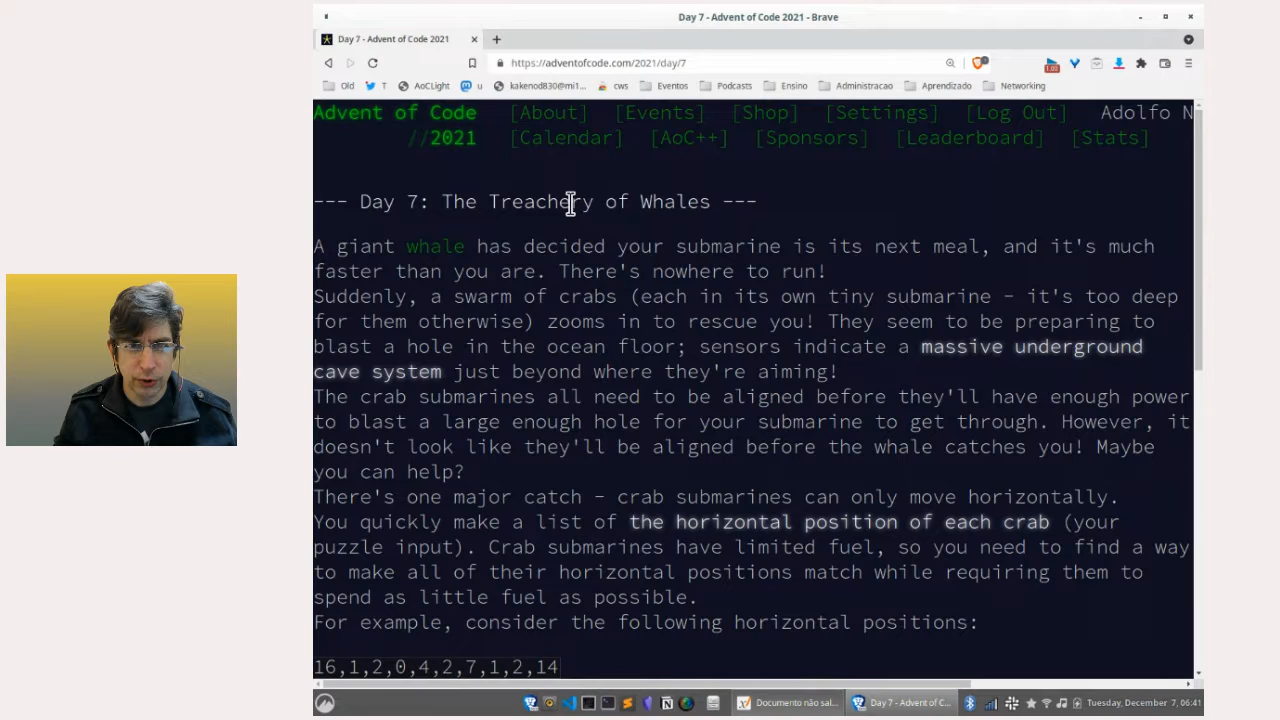 Day 7 - Advent of Code 2021 - Brave
Day 7 - Advent of Code 2021
https://adventofcode.com/2021/day/7
1.00
Old
T
AoCLight
u
kakenod830@mi1...
cws
Eventos
Podcasts
Ensino
Administracao
Aprendizado
Networking
Advent of Code [About] [Events] [Shop] [Settings] [Log Out] Adolfo N
//2021 [Calendar] [AoC++] [Sponsors] [Leaderboard] [Stats]
--- Day 7: The Treachery of Whales ---
A giant whale has decided your submarine is its next meal, and it's much
faster than you are. There's nowhere to run!
Suddenly, a swarm of crabs (each in its own tiny submarine - it's too deep
for them otherwise) zooms in to rescue you! They seem to be preparing to
blast a hole in the ocean floor; sensors indicate a massive underground
cave system just beyond where they're aiming!
The crab submarines all need to be aligned before they'll have enough power
to blast a large enough hole for your submarine to get through. However, it
doesn't look like they'll be aligned before the whale catches you! Maybe
you can help?
There's one major catch - crab submarines can only move horizontally.
You quickly make a list of the horizontal position of each crab (your
puzzle input). Crab submarines have limited fuel, so you need to find a way
to make all of their horizontal positions match while requiring them to
spend as little fuel as possible.
For example, consider the following horizontal positions:
16,1,2,0,4,2,7,1,2,14
Documento não sal...
Day 7 - Advent of C...
Tuesday, December 7, 06:41